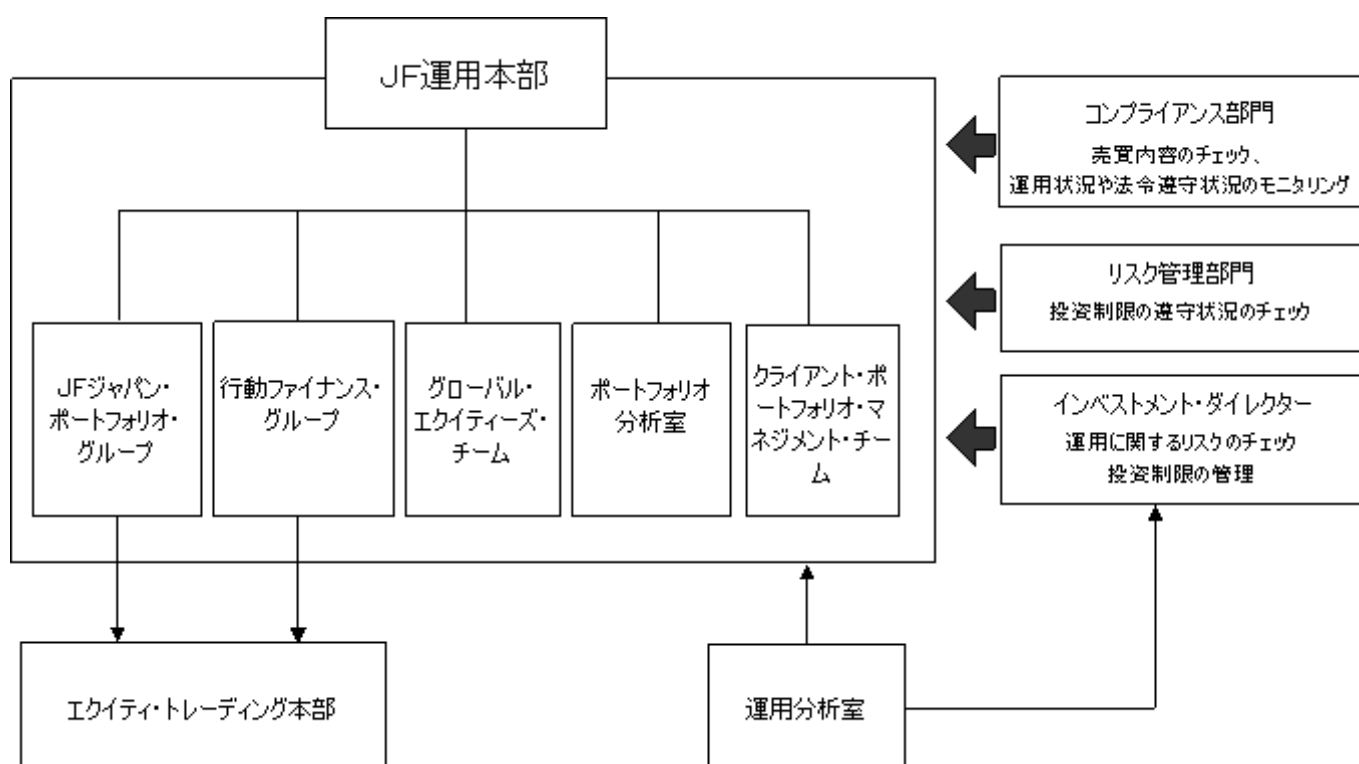 JF運用本部
コンプライアンス部門
売買内容のチェック、
運用状況や法令遵守状況のモニタリング
リスク管理部門
投資制限の遵守状況のチェック
インベストメント・ダイレクター
運用に関するリスクのチェック
投資制限の管理
JFジャパン・
ポートフォリオ・
グループ
行動ファイナンス・
グループ
グローバル・
エクイティーズ・
チーム
ポートフォリオ
分析室
クライアント・ポ
ートフォリオ・マ
ネジメント・チー
ム
エクイティ・トレーディング本部
運用分析室